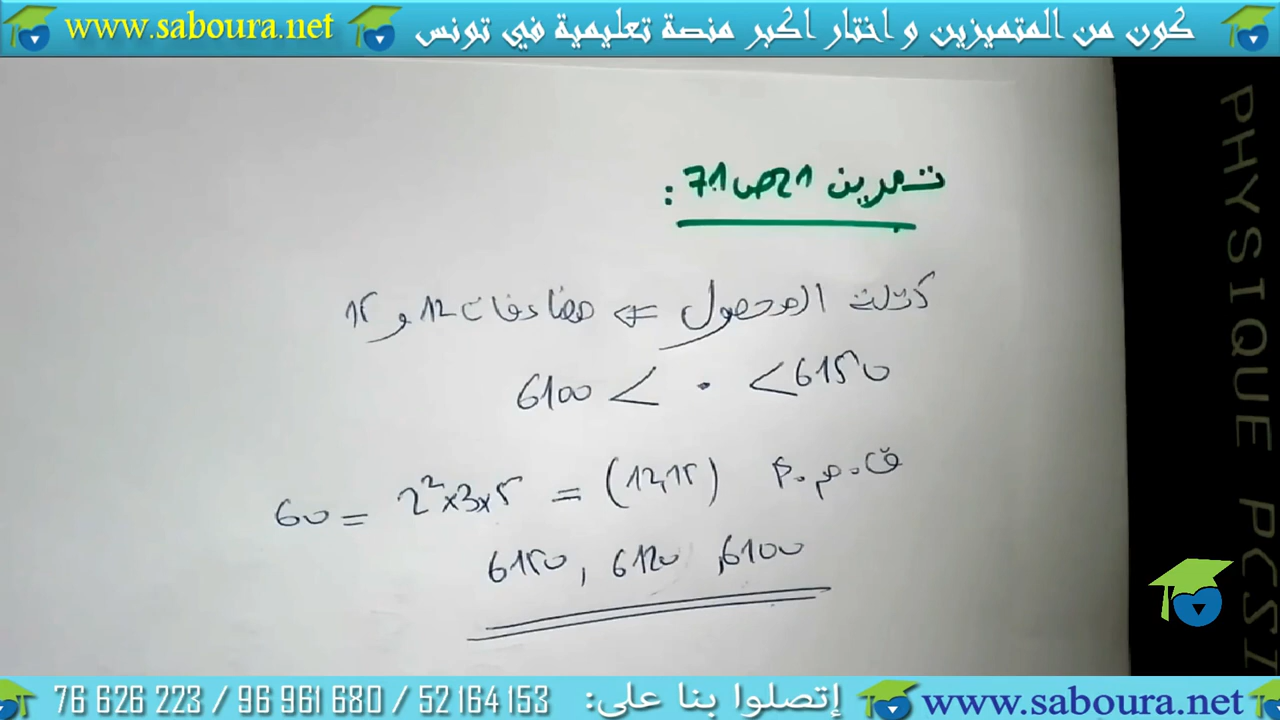 www.saboura.net كون من المتميزين و اختار اكبر منصة تعليمية في تونس
تمرين 21 ص 71 :
كتلة المحصول ⇐ مضاعفات 12 و 15
6100 < . < 6150
60 = 2²×3×5 = (12,15) ق.م.م
6150 , 6120 , 6100
PHYSIQUE PCSI
76 626 223 / 96 961 680 / 52 164 153 إتصلوا بنا على: www.saboura.net